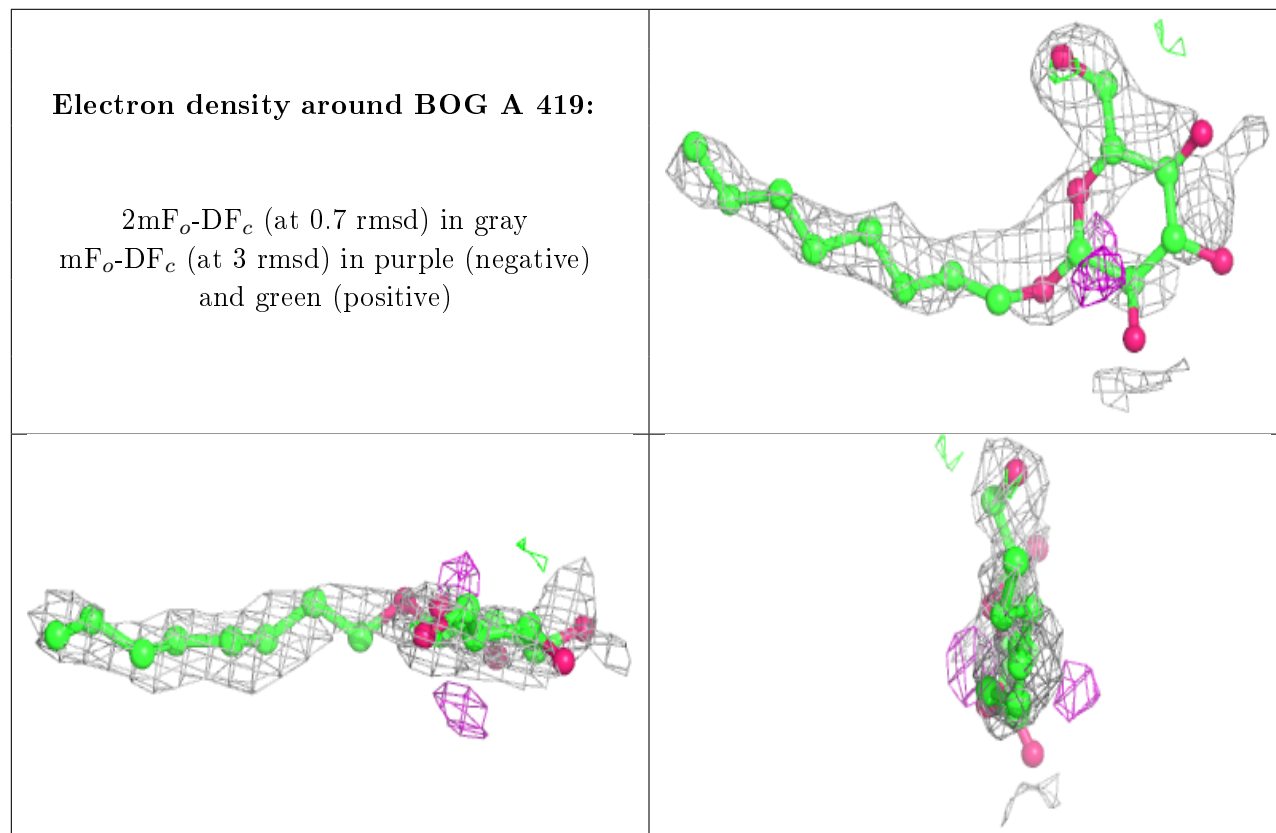 Electron density around BOG A 419:
2mFo-DFc (at 0.7 rmsd) in gray
mFo-DFc (at 3 rmsd) in purple (negative)
and green (positive)